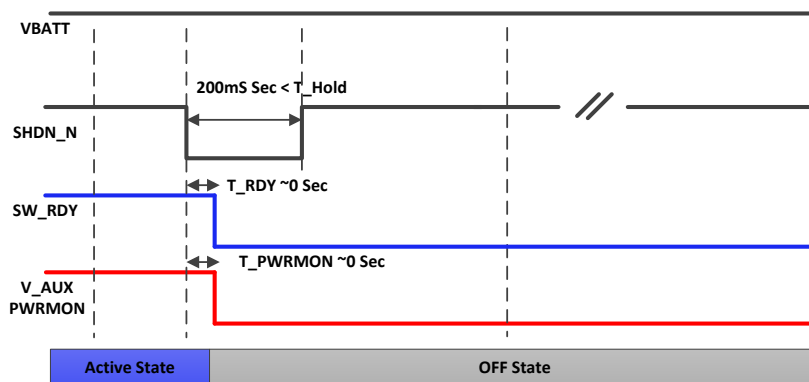 VBATT
200mS Sec < T_Hold
SHDN_N
T_RDY ~0 Sec
SW_RDY
T_PWRMON ~0 Sec
V_AUX
PWRMON
Active State
OFF State